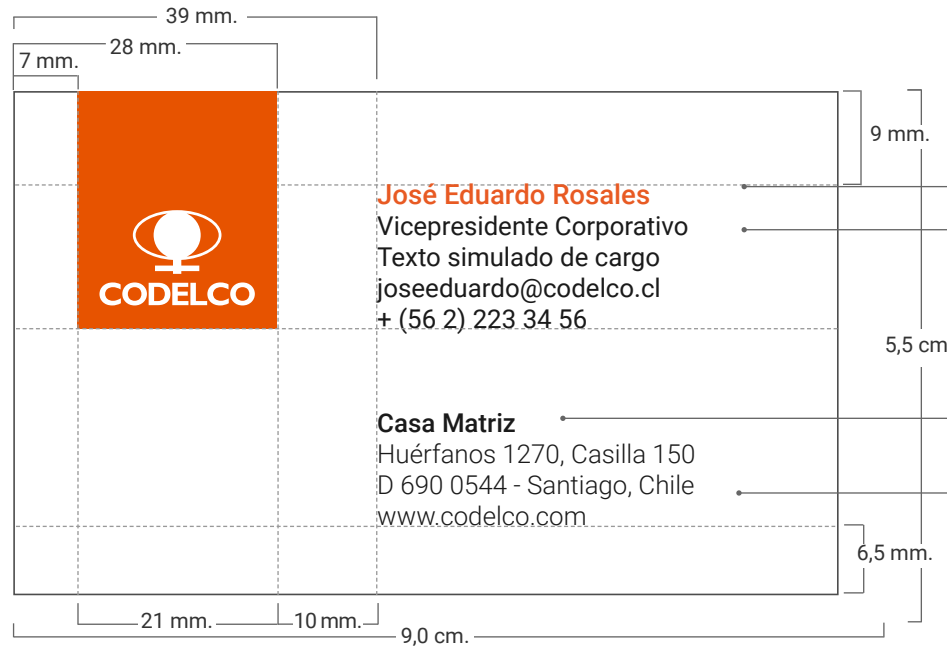 39 mm.
28 mm.
7 mm.
9 mm.
José Eduardo Rosales
Vicepresidente Corporativo
Texto simulado de cargo
joseeduardo@codelco.cl
+ (56 2) 223 34 56
CODELCO
5,5 cm
Casa Matriz
Huérfanos 1270, Casilla 150
D 690 0544 - Santiago, Chile
www.codelco.com
6,5 mm.
21 mm.
10 mm.
9,0 cm.